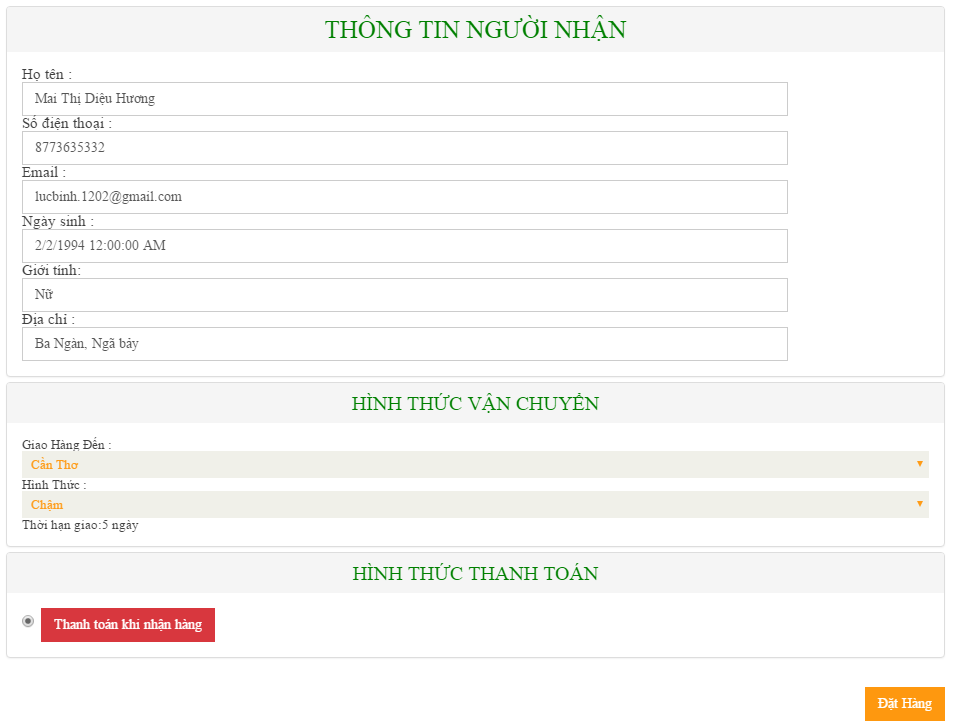 THÔNG TIN NGƯỜI NHẬN
Họ tên :
Mai Thị Diệu Hương
Số điện thoại :
8773635332
Email :
lucbinh.1202@gmail.com
Ngày sinh :
2/2/1994 12:00:00 AM
Giới tính:
Nữ
Địa chỉ :
Ba Ngàn, Ngã bảy
HÌNH THỨC VẬN CHUYỂN
Giao Hàng Đến :
Cần Thơ
Hình Thức :
Chậm
Thời hạn giao:5 ngày
HÌNH THỨC THANH TOÁN
Thanh toán khi nhận hàng
Đặt Hàng